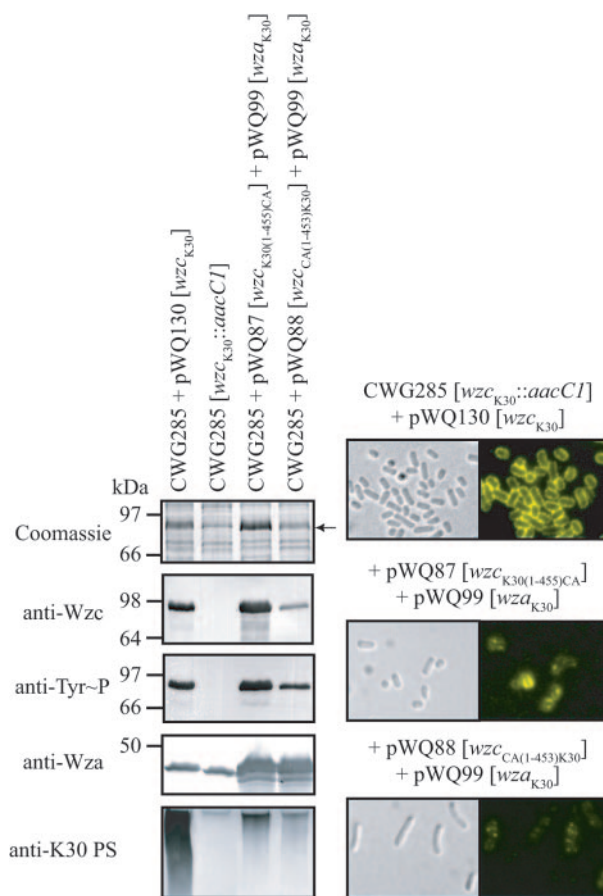 CWG285 + pWQ130 [wzcK30]
CWG285 [wzcK30::aacC1]
CWG285 + pWQ87 [wzcK30(1-455)CA] + pWQ99 [wzaK30]
CWG285 + pWQ88 [wzcCA(1-453)K30] + pWQ99 [wzaK30]
kDa
Coomassie
97
66
anti-Wzc
98
64
anti-Tyr~P
97
66
anti-Wza
50
anti-K30 PS
CWG285 [wzcK30::aacC1]
+ pWQ130 [wzcK30]
+ pWQ87 [wzcK30(1-455)CA]
+ pWQ99 [wzaK30]
+ pWQ88 [wzcCA(1-453)K30]
+ pWQ99 [wzaK30]